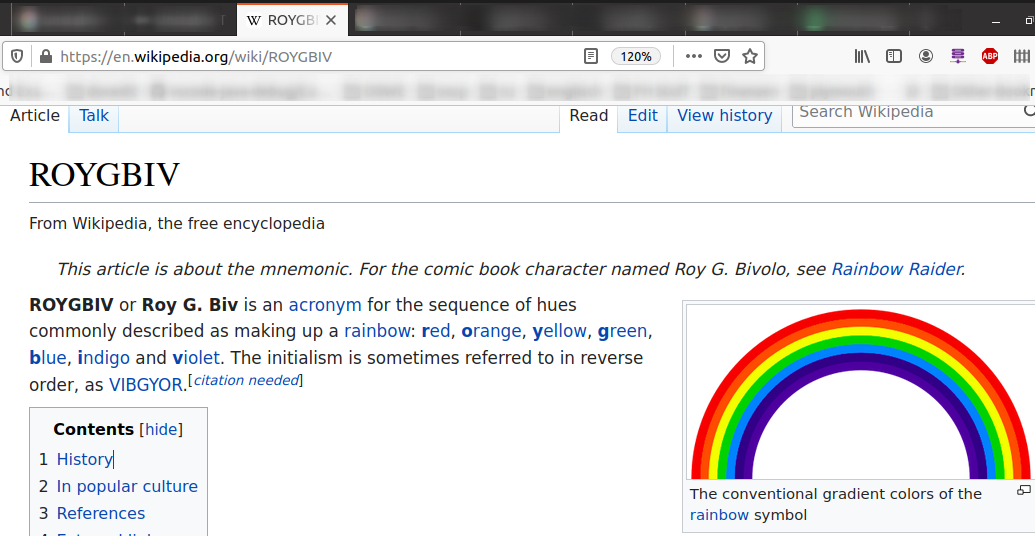 ROYGBI
https://en.wikipedia.org/wiki/ROYGBIV
120%
ABP
Article Talk Read Edit View history Search Wikipedia
ROYGBIV
From Wikipedia, the free encyclopedia
This article is about the mnemonic. For the comic book character named Roy G. Bivolo, see Rainbow Raider.
ROYGBIV or Roy G. Biv is an acronym for the sequence of hues
commonly described as making up a rainbow: red, orange, yellow, green,
blue, indigo and violet. The initialism is sometimes referred to in reverse
order, as VIBGYOR.[citation needed]
Contents [hide]
1 History
2 In popular culture
3 References
The conventional gradient colors of the
rainbow symbol